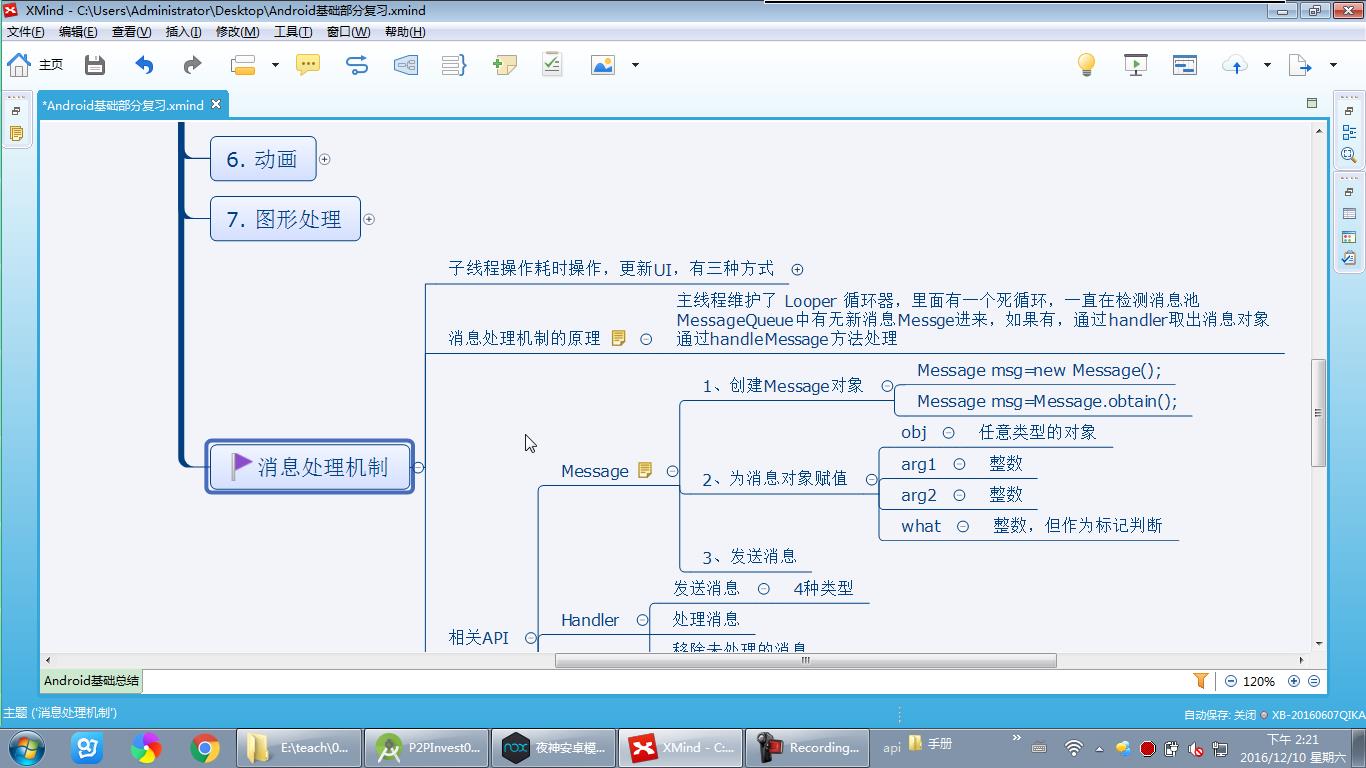 XMind - C:\Users\Administrator\Desktop\Android基础部分复习.xmind
文件(F) 编辑(E) 查看(V) 插入(I) 修改(M) 工具(T) 窗口(W) 帮助(H)
主页
*Android基础部分复习.xmind
6. 动画
7. 图形处理
子线程操作耗时操作，更新UI，有三种方式
主线程维护了 Looper 循环器，里面有一个死循环，一直在检测消息池
MessageQueue中有无新消息Messge进来，如果有，通过handler取出消息对象
通过handleMessage方法处理
消息处理机制的原理
1、创建Message对象
Message msg=new Message();
Message msg=Message.obtain();
obj 任意类型的对象
arg1 整数
消息处理机制
Message
2、为消息对象赋值
arg2 整数
what 整数，但作为标记判断
3、发送消息
发送消息 4种类型
Handler
处理消息
相关API
移除未处理的消息
Android基础总结
120%
主题 ('消息处理机制')
自动保存: 关闭 XB-20160607QIKA
E:\teach\0...
P2PInvest0...
夜神安卓模...
XMind - C:...
Recording...
api
手册
下午 2:21
2016/12/10 星期六